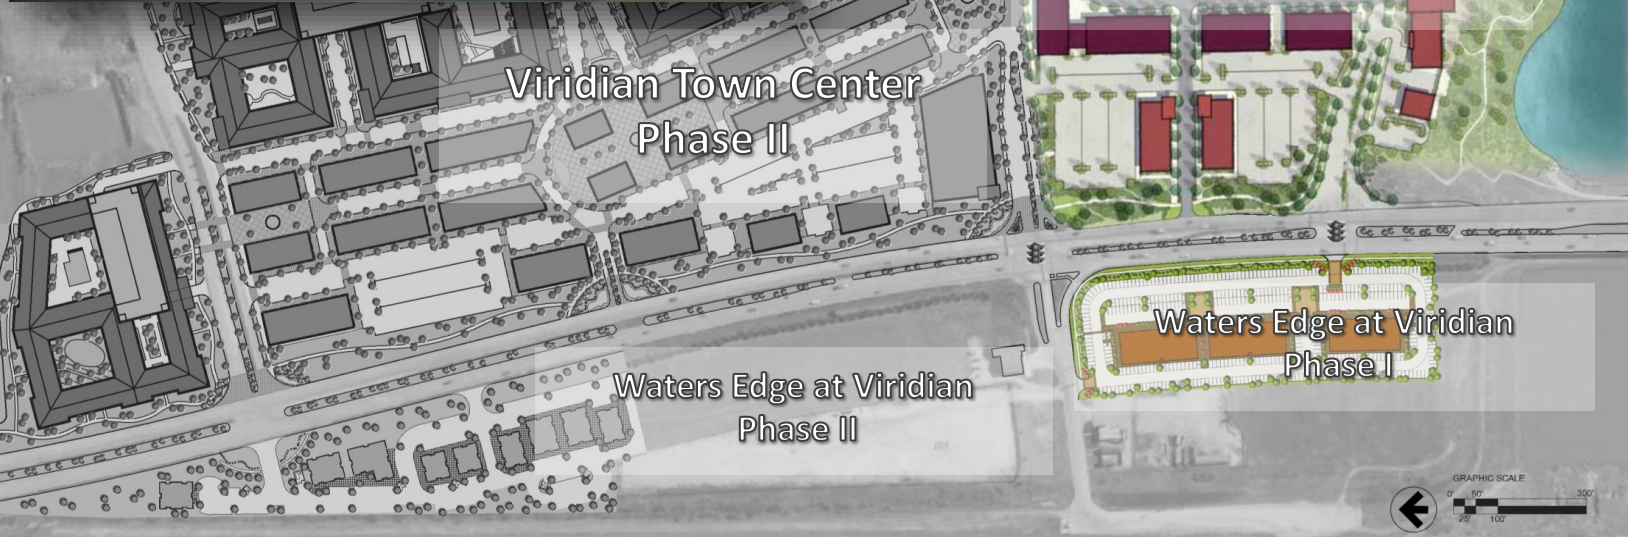 Viridian Town Center
Phase II
Waters Edge at Viridian
Phase I
Waters Edge at Viridian
Phase II
GRAPHIC SCALE
0' 50' 300'
25' 100'